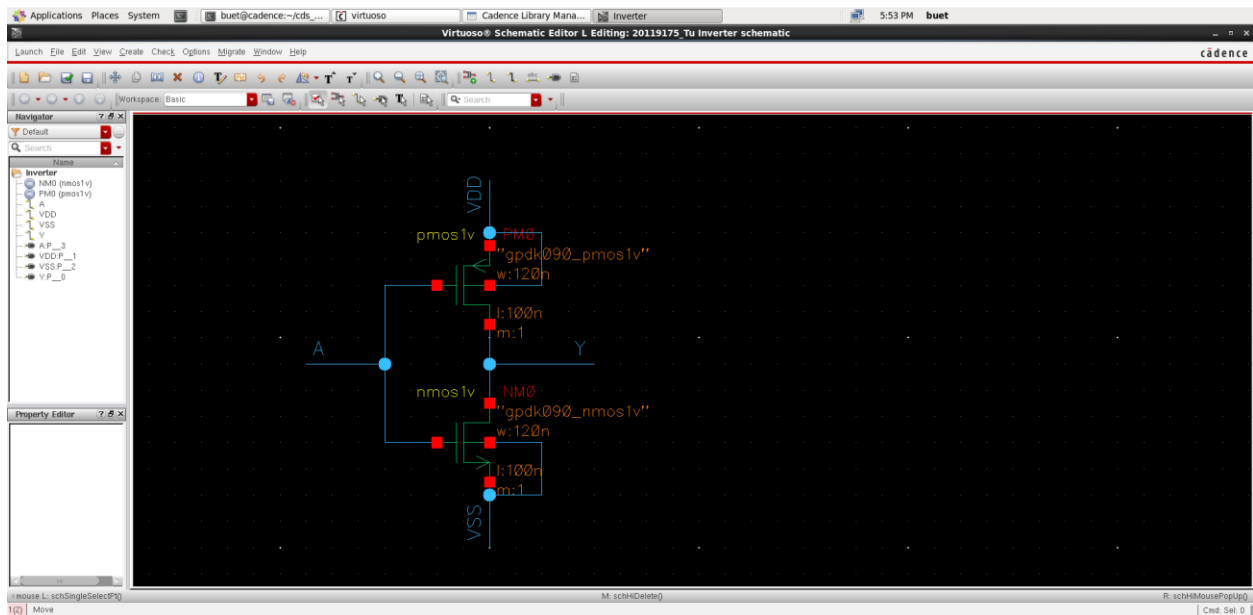 Applications Places System buet@cadence:~/cds_... virtuoso Cadence Library Mana... Inverter 5:53 PM buet
Virtuoso® Schematic Editor L Editing: 20119175_Tu Inverter schematic
Launch File Edit View Create Check Options Migrate Window Help cādence
Workspace: Basic Search
Navigator
Default
Search
Name
Inverter
NM0 (nmos1v)
PM0 (pmos1v)
A
VDD
VSS
Y
A:P__3
VDD:P__1
VSS:P__2
Y:P__0
Property Editor
VDD
pmos1v PM0
"gpdk090_pmos1v"
w:120n
l:100n
m:1
A Y
nmos1v NM0
"gpdk090_nmos1v"
w:120n
l:100n
m:1
VSS
mouse L: schSingleSelectPt() M: schHiDelete() R: schHiMousePopUp()
1(2) Move Cmd: Sel: 0